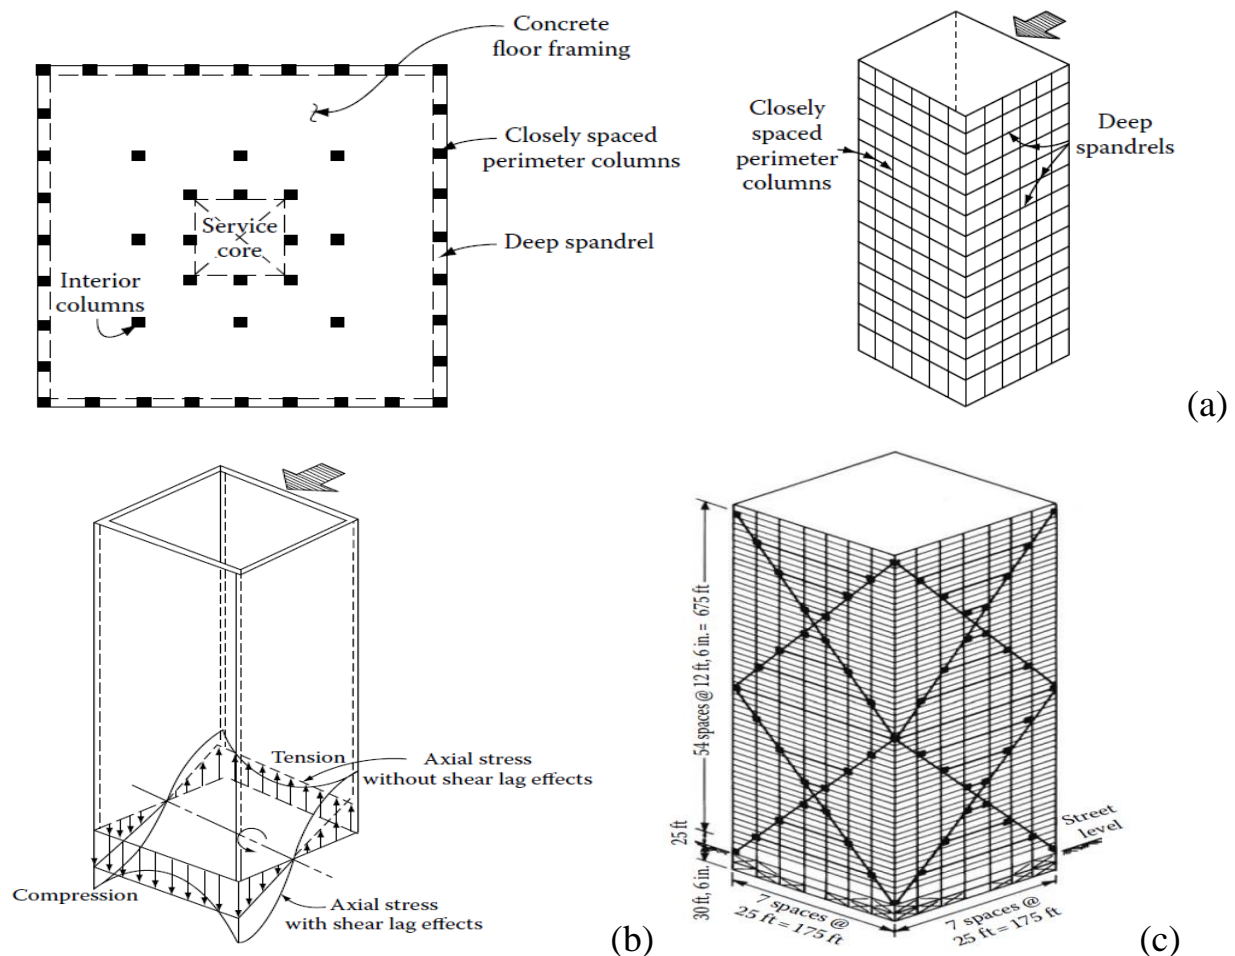 Concrete
floor framing
Closely spaced
perimeter columns
Service
core
Deep spandrel
Interior
columns
Closely
spaced
perimeter
columns
Deep
spandrels
(a)
Tension
Axial stress
without shear lag effects
Compression
Axial stress
with shear lag effects
(b)
54 spaces @ 12 ft, 6 in. = 675 ft
25 ft
30 ft, 6 in.
Street
level
7 spaces @
25 ft = 175 ft
7 spaces @
25 ft = 175 ft
(c)